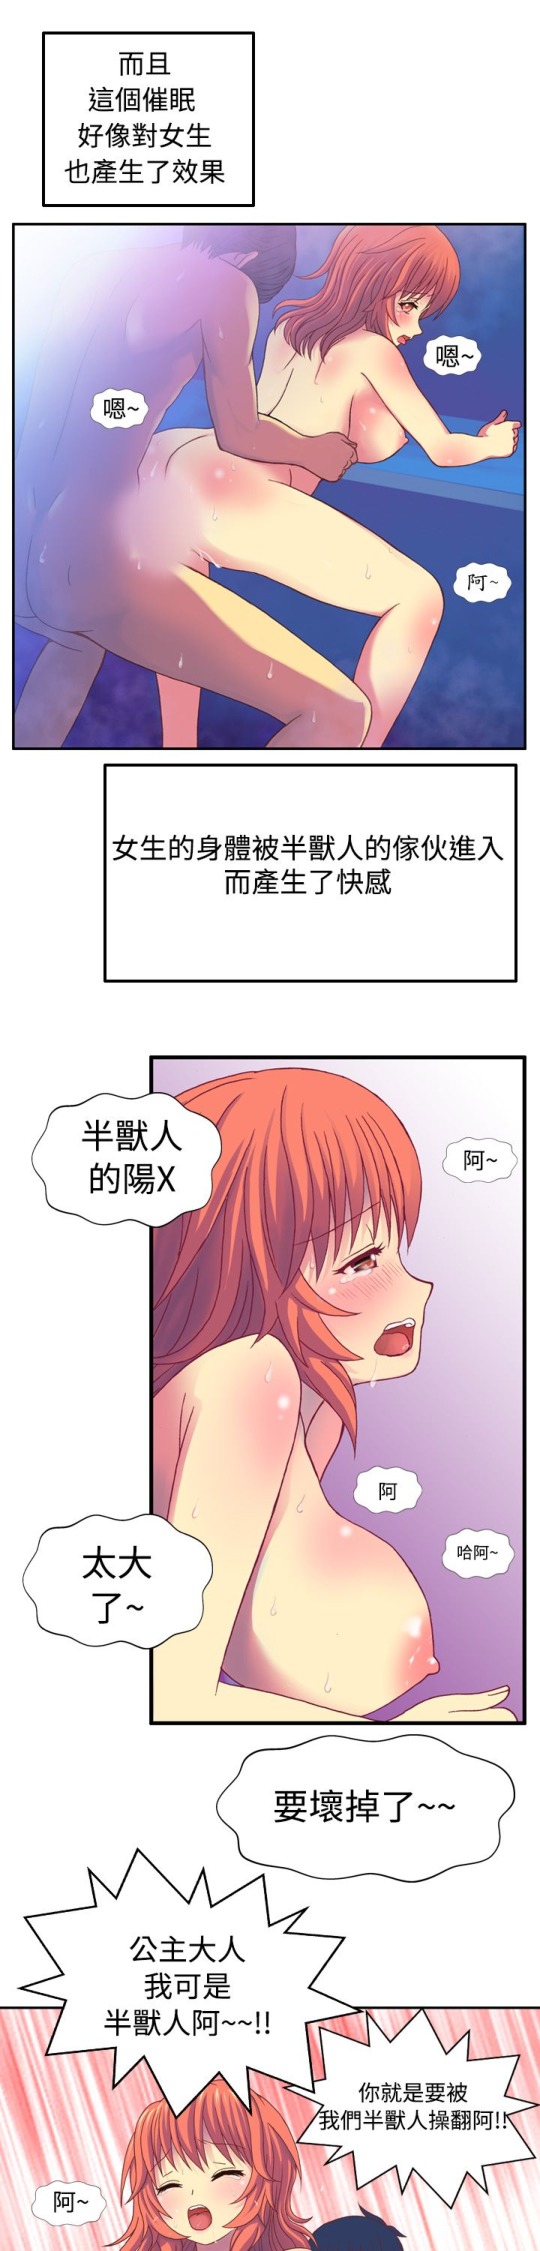 而且
這個催眠
好像對女生
也產生了效果
嗯~
嗯~
阿~
女生的身體被半獸人的傢伙進入
而產生了快感
半獸人
的陽X
阿~
阿
哈阿~
太大
了~
要壞掉了~~
公主大人
我可是
半獸人阿~~!!
你就是要被
我們半獸人操翻阿!!
阿~